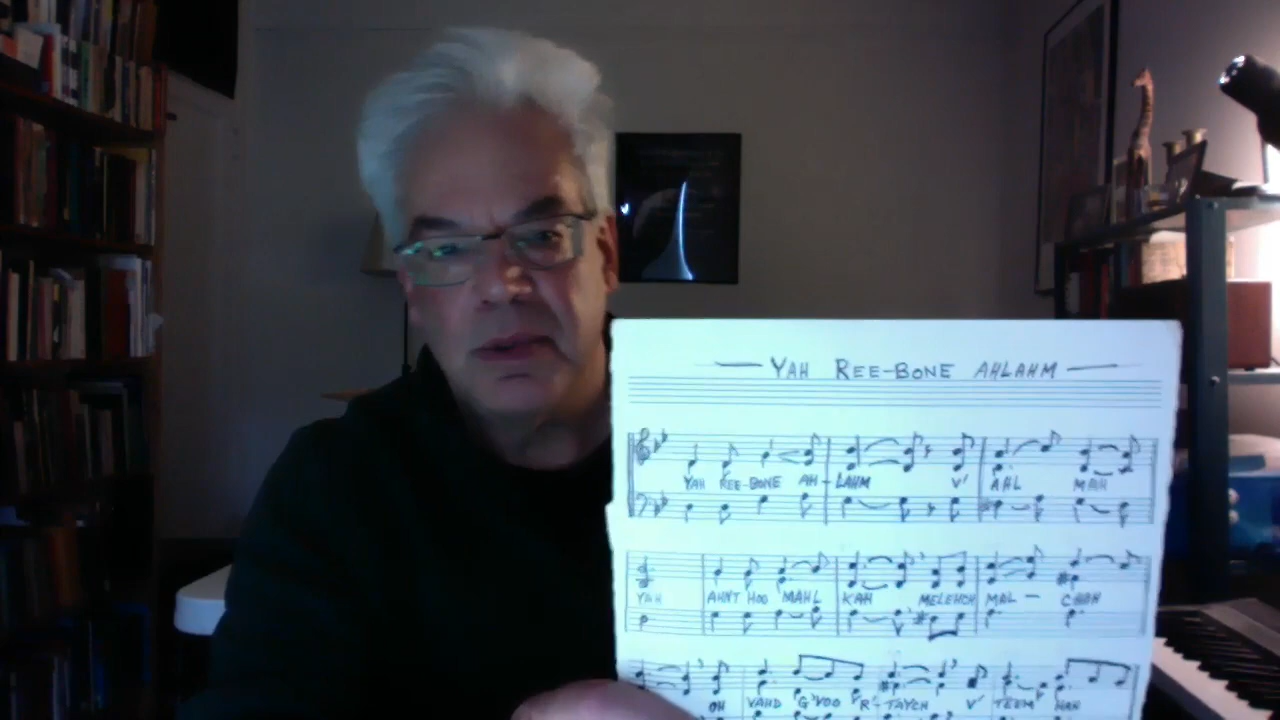 YAH REE-BONE AHLAHM
YAH REE-BONE AH-LAHM V' AHL MAH
YAH AHNT HOO MAHL KAH MELEHCH MAL- CHAH
OH VAHD G'VOO R'-TAYCH V' TEEM HAH